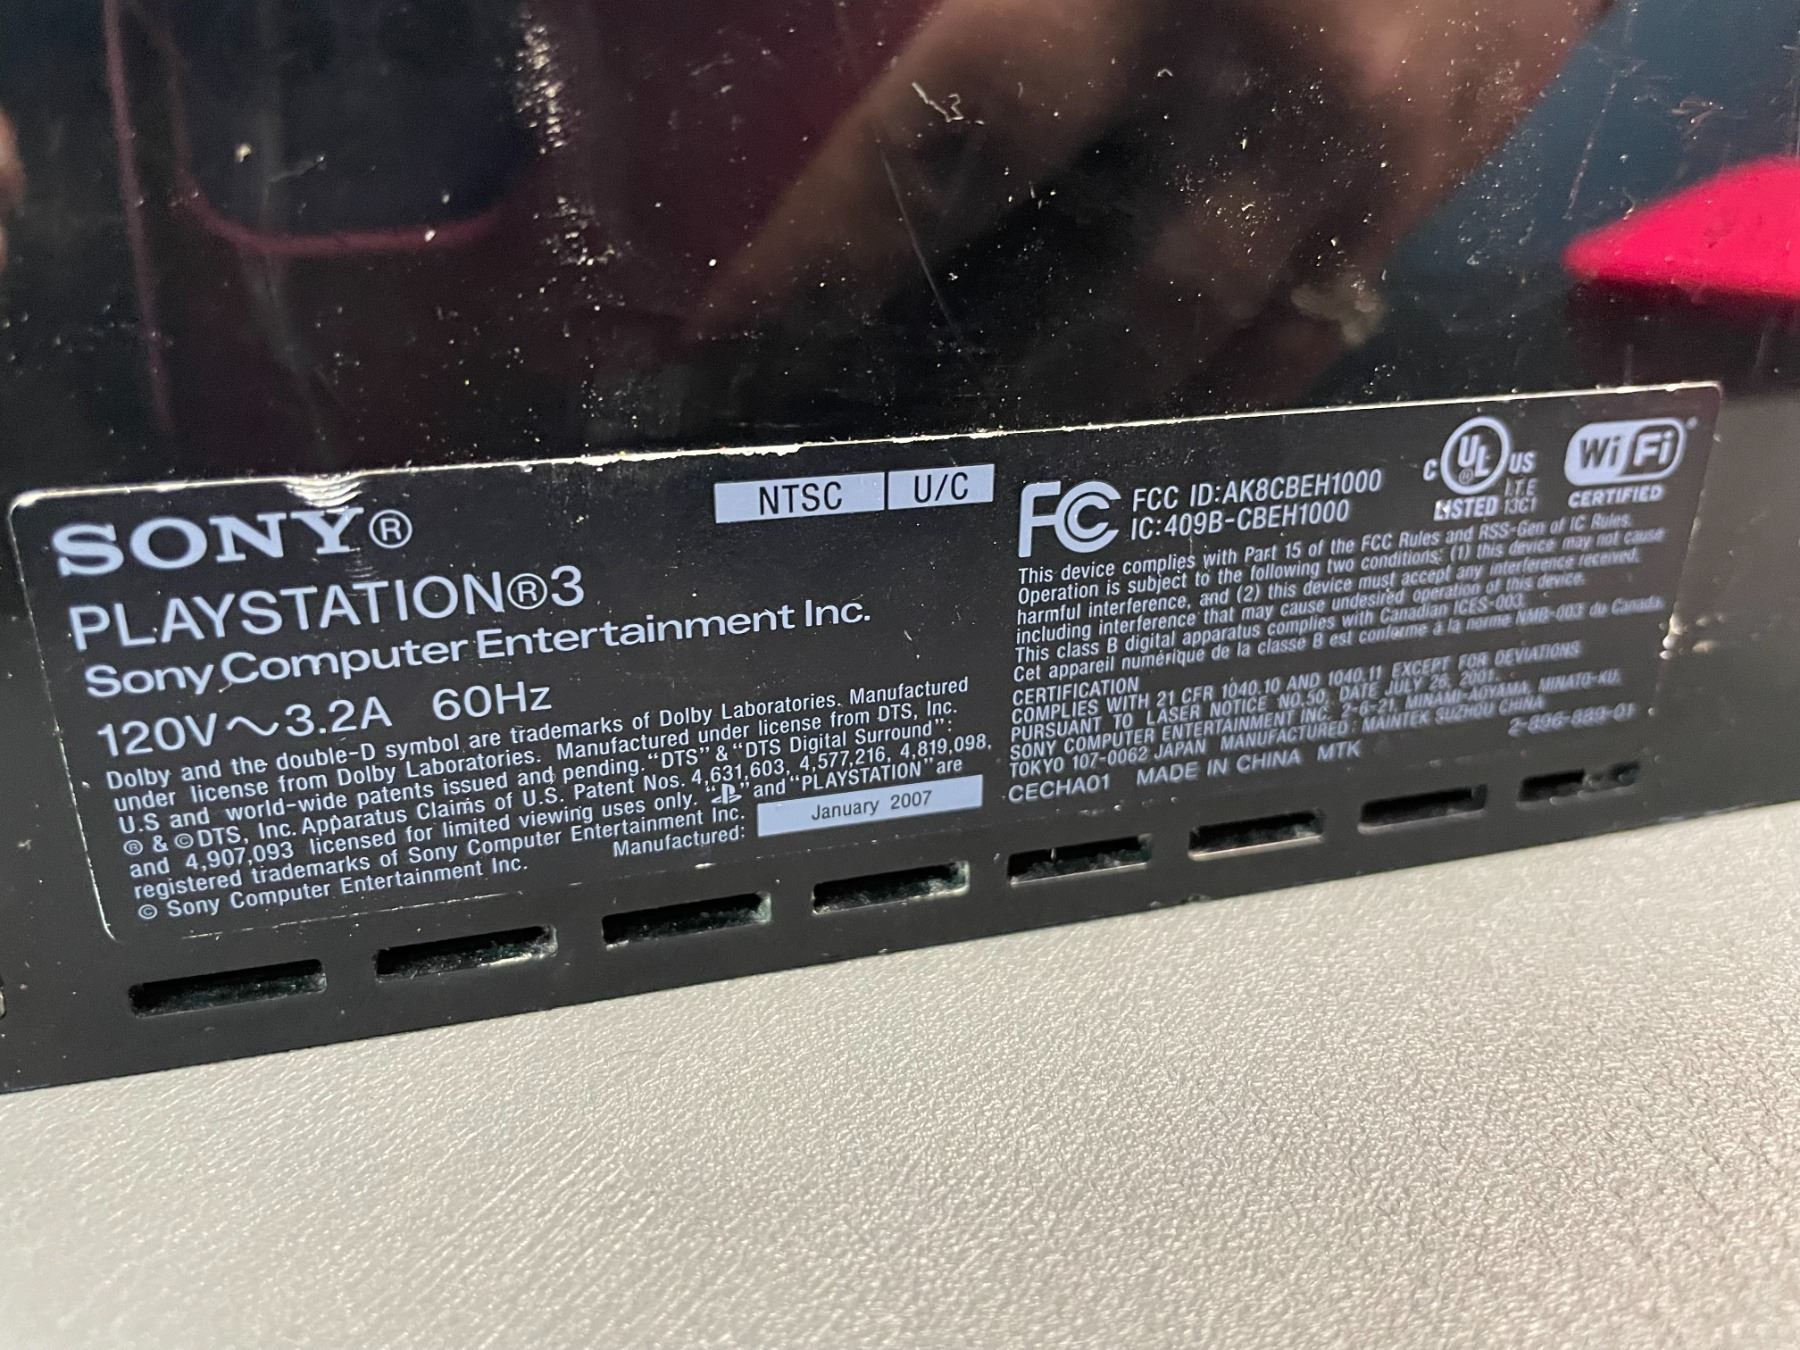 SONY®
PLAYSTATION®3
Sony Computer Entertainment Inc.
120V~3.2A 60Hz
NTSC U/C
Dolby and the double-D symbol are trademarks of Dolby Laboratories. Manufactured
under license from Dolby Laboratories. Manufactured under license from DTS, Inc.
U.S and world-wide patents issued and pending. "DTS" & "DTS Digital Surround":
® & © DTS, Inc. Apparatus Claims of U.S. Patent Nos. 4,631,603, 4,577,216, 4,819,098,
and 4,907,093 licensed for limited viewing uses only. " " and "PLAYSTATION" are
registered trademarks of Sony Computer Entertainment Inc.
© Sony Computer Entertainment Inc.
Manufactured: January 2007
FC FCC ID:AK8CBEH1000
IC:409B-CBEH1000
C UL® US
LISTED I.T.E
13C1
Wi Fi
CERTIFIED
This device complies with Part 15 of the FCC Rules and RSS-Gen of IC Rules.
Operation is subject to the following two conditions: (1) this device may not cause
harmful interference, and (2) this device must accept any interference received,
including interference that may cause undesired operation of this device.
This class B digital apparatus complies with Canadian ICES-003.
Cet appareil numérique de la classe B est conforme à la norme NMB-003 du Canada.
CERTIFICATION
COMPLIES WITH 21 CFR 1040.10 AND 1040.11 EXCEPT FOR DEVIATIONS
PURSUANT TO LASER NOTICE NO.50, DATE JULY 26, 2001.
SONY COMPUTER ENTERTAINMENT INC. 2-6-21, MINAMI-AOYAMA, MINATO-KU,
TOKYO 107-0062 JAPAN MANUFACTURED: MAINTEK SUZHOU CHINA
CECHA01 MADE IN CHINA MTK 2-896-889-01